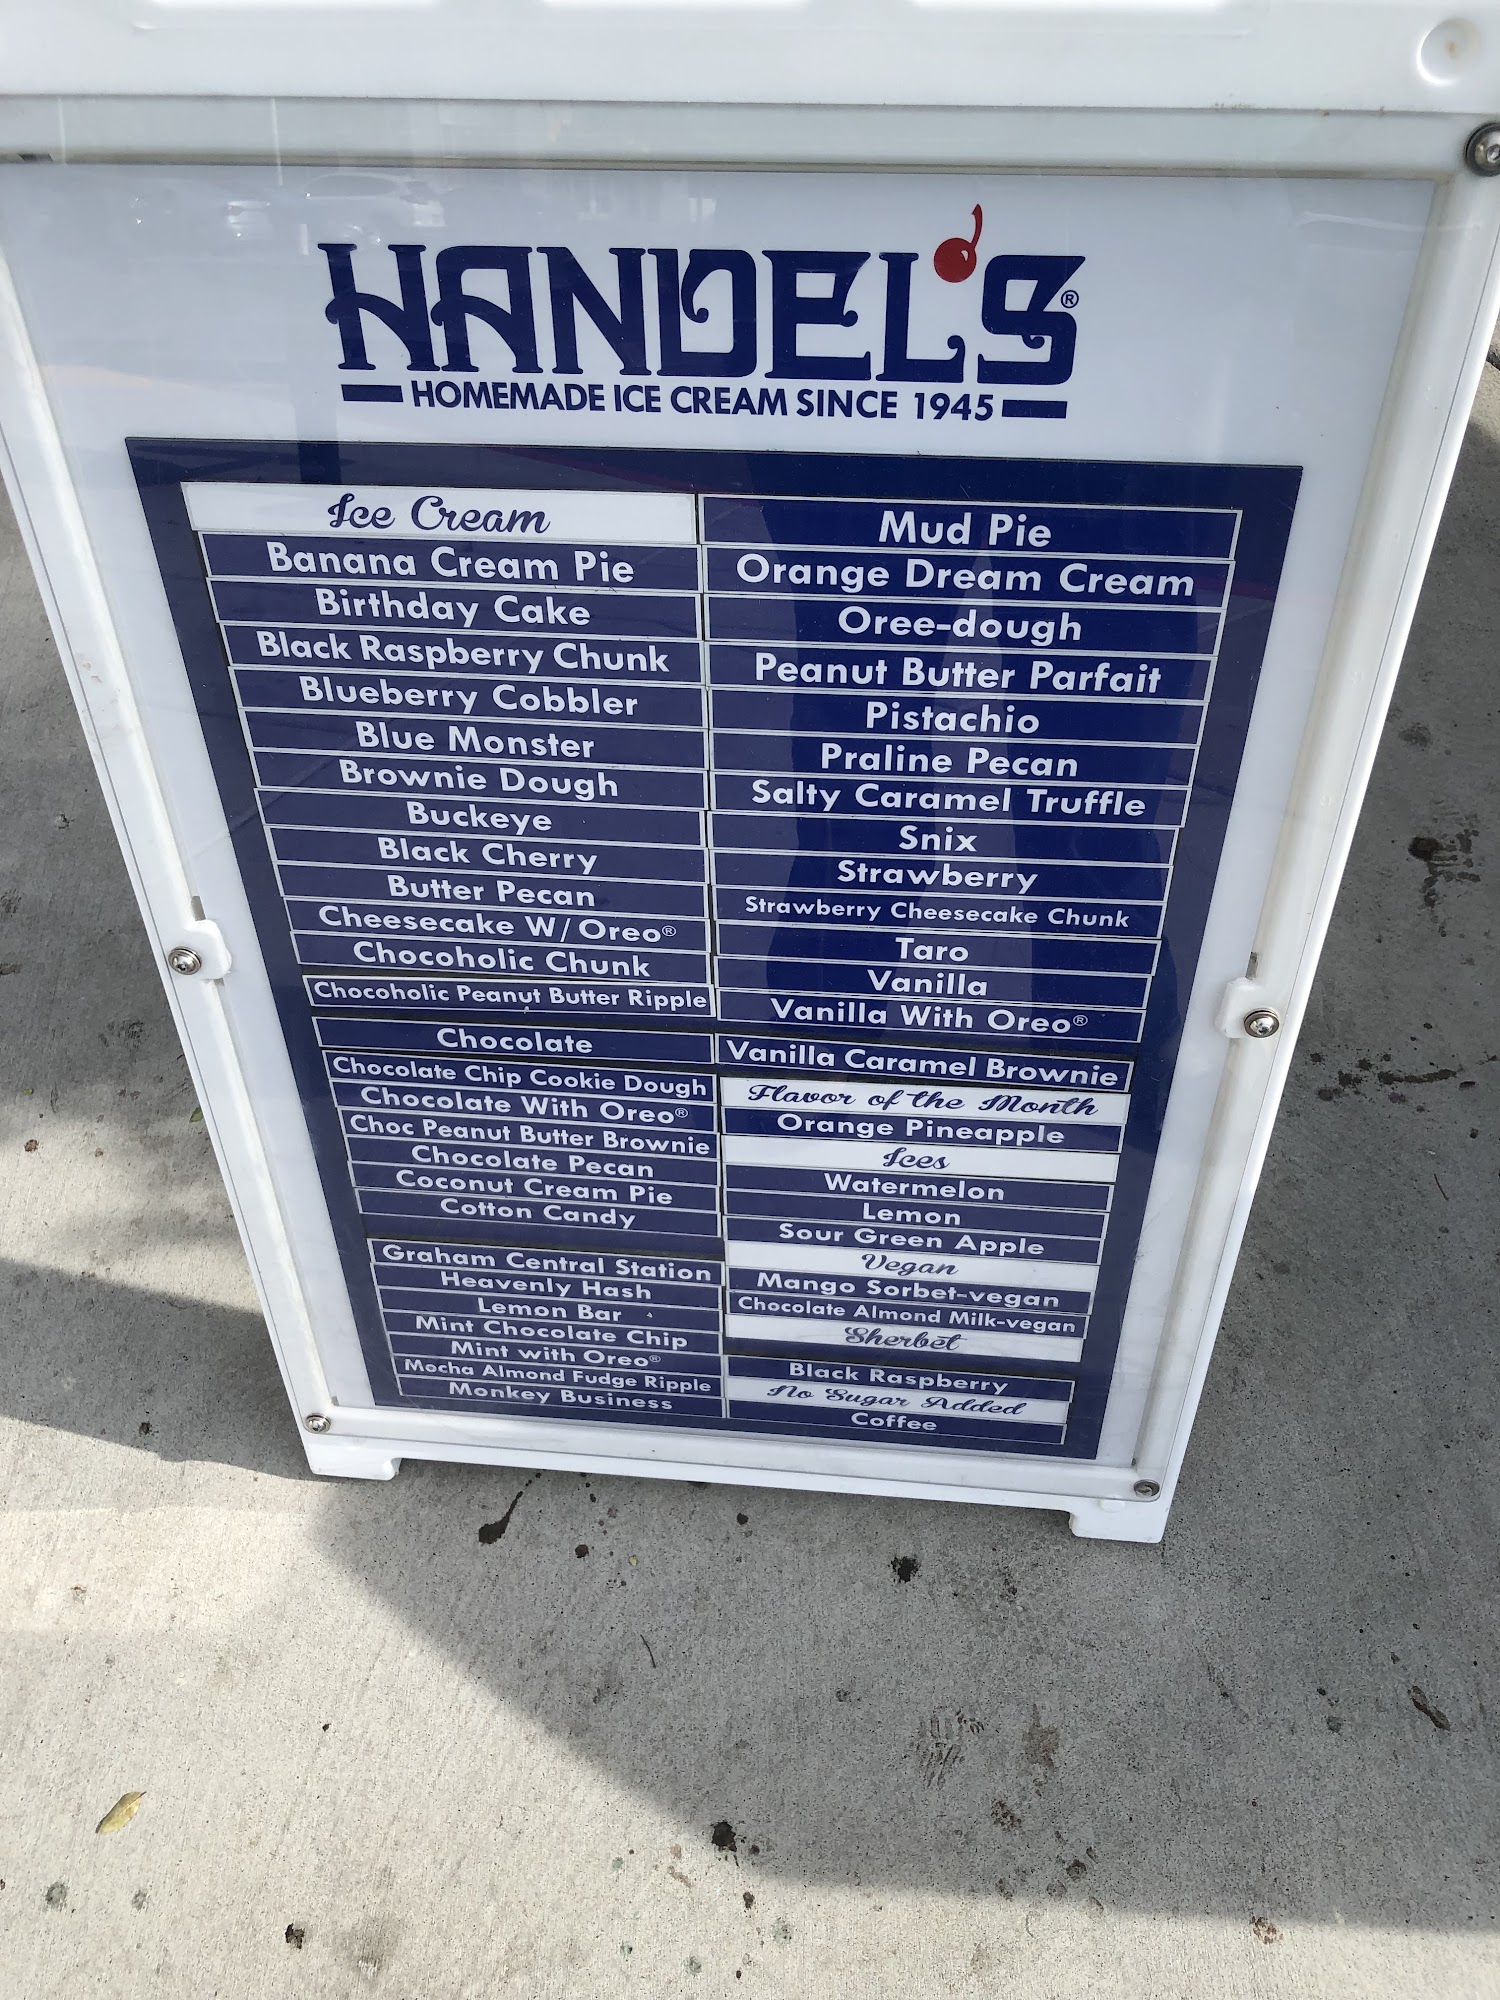 HANDEL'S®
HOMEMADE ICE CREAM SINCE 1945
Ice Cream
Banana Cream Pie
Birthday Cake
Black Raspberry Chunk
Blueberry Cobbler
Blue Monster
Brownie Dough
Buckeye
Black Cherry
Butter Pecan
Cheesecake W/Oreo®
Chocoholic Chunk
Chocoholic Peanut Butter Ripple
Chocolate
Chocolate Chip Cookie Dough
Chocolate With Oreo®
Choc Peanut Butter Brownie
Chocolate Pecan
Coconut Cream Pie
Cotton Candy
Graham Central Station
Heavenly Hash
Lemon Bar
Mint Chocolate Chip
Mint with Oreo®
Mocha Almond Fudge Ripple
Monkey Business
Mud Pie
Orange Dream Cream
Oree-dough
Peanut Butter Parfait
Pistachio
Praline Pecan
Salty Caramel Truffle
Snix
Strawberry
Strawberry Cheesecake Chunk
Taro
Vanilla
Vanilla With Oreo®
Vanilla Caramel Brownie
Flavor of the Month
Orange Pineapple
Ices
Watermelon
Lemon
Sour Green Apple
Vegan
Mango Sorbet-vegan
Chocolate Almond Milk-vegan
Sherbet
Black Raspberry
No Sugar Added
Coffee